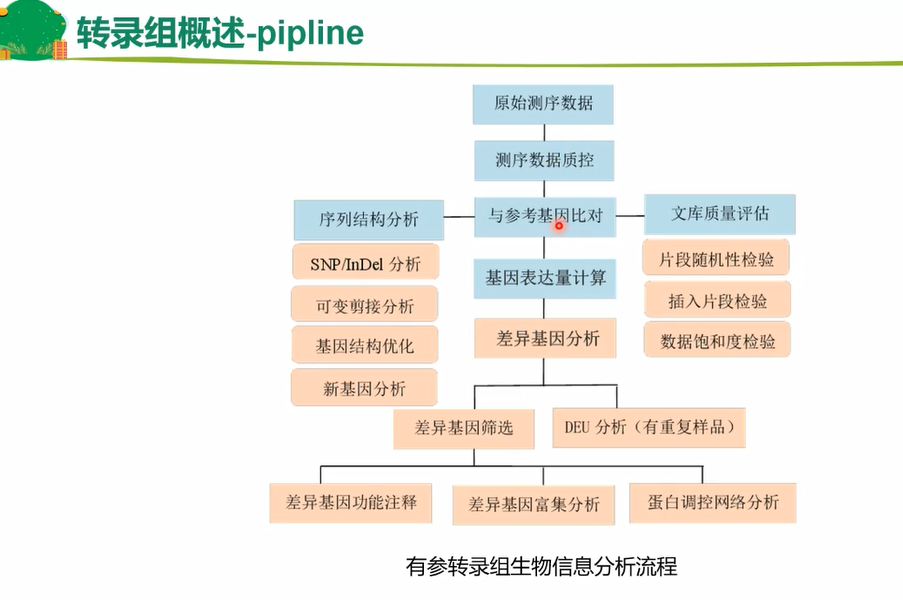 转录组概述-pipline
原始测序数据
测序数据质控
序列结构分析
与参考基因比对
文库质量评估
SNP/InDel 分析
可变剪接分析
基因结构优化
新基因分析
片段随机性检验
插入片段检验
数据饱和度检验
基因表达量计算
差异基因分析
差异基因筛选
DEU 分析（有重复样品）
差异基因功能注释
差异基因富集分析
蛋白调控网络分析
有参转录组生物信息分析流程